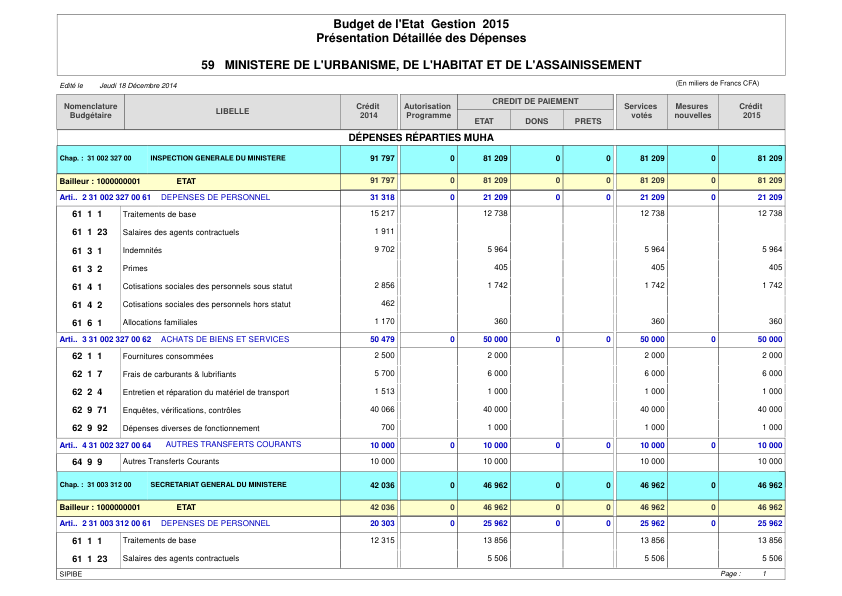 Budget de l'Etat Gestion 2015
Présentation Détaillée des Dépenses
59 MINISTERE DE L'URBANISME, DE L'HABITAT ET DE L'ASSAINISSEMENT
Edité le Jeudi 18 Décembre 2014 (En miliers de Francs CFA)
Nomenclature Budgétaire LIBELLE Crédit 2014 Autorisation Programme CREDIT DE PAIEMENT ETAT DONS PRETS Services votés Mesures nouvelles Crédit 2015
DÉPENSES RÉPARTIES MUHA
Chap. : 31 002 327 00 INSPECTION GENERALE DU MINISTERE 91 797 0 81 209 0 0 81 209 0 81 209
Bailleur : 1000000001 ETAT 91 797 0 81 209 0 0 81 209 0 81 209
Arti.. 2 31 002 327 00 61 DEPENSES DE PERSONNEL 31 318 0 21 209 0 0 21 209 0 21 209
61 1 1 Traitements de base 15 217 12 738 12 738 12 738
61 1 23 Salaires des agents contractuels 1 911
61 3 1 Indemnités 9 702 5 964 5 964 5 964
61 3 2 Primes 405 405 405
61 4 1 Cotisations sociales des personnels sous statut 2 856 1 742 1 742 1 742
61 4 2 Cotisations sociales des personnels hors statut 462
61 6 1 Allocations familiales 1 170 360 360 360
Arti.. 3 31 002 327 00 62 ACHATS DE BIENS ET SERVICES 50 479 0 50 000 0 0 50 000 0 50 000
62 1 1 Fournitures consommées 2 500 2 000 2 000 2 000
62 1 7 Frais de carburants & lubrifiants 5 700 6 000 6 000 6 000
62 2 4 Entretien et réparation du matériel de transport 1 513 1 000 1 000 1 000
62 9 71 Enquêtes, vérifications, contrôles 40 066 40 000 40 000 40 000
62 9 92 Dépenses diverses de fonctionnement 700 1 000 1 000 1 000
Arti.. 4 31 002 327 00 64 AUTRES TRANSFERTS COURANTS 10 000 0 10 000 0 0 10 000 0 10 000
64 9 9 Autres Transferts Courants 10 000 10 000 10 000 10 000
Chap. : 31 003 312 00 SECRETARIAT GENERAL DU MINISTERE 42 036 0 46 962 0 0 46 962 0 46 962
Bailleur : 1000000001 ETAT 42 036 0 46 962 0 0 46 962 0 46 962
Arti.. 2 31 003 312 00 61 DEPENSES DE PERSONNEL 20 303 0 25 962 0 0 25 962 0 25 962
61 1 1 Traitements de base 12 315 13 856 13 856 13 856
61 1 23 Salaires des agents contractuels 5 506 5 506 5 506
SIPIBE Page : 1